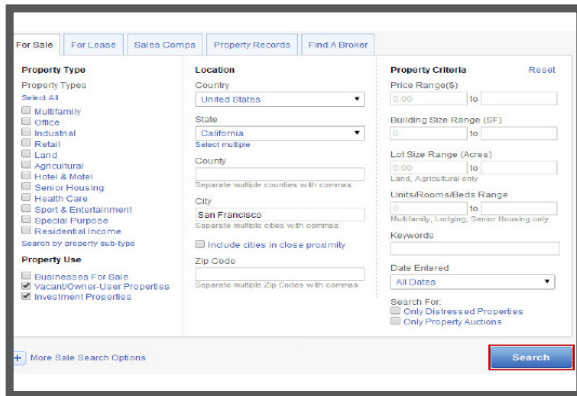 For Sale
For Lease
Sales Comps
Property Records
Find A Broker
Property Type
Property Types
Select All
Multifamily
Office
Industrial
Retail
Land
Agricultural
Hotel & Motel
Senior Housing
Health Care
Sport & Entertainment
Special Purpose
Residential Income
Search by property sub-type
Property Use
Businesses For Sale
Vacant/Owner-User Properties
Investment Properties
Location
Country
United States
State
California
Select multiple
County
Separate multiple counties with commas
City
San Francisco
Separate multiple cities with commas
Include cities in close proximity
Zip Code
Separate multiple Zip Codes with commas
Property Criteria Reset
Price Range($)
0.00 to
Building Size Range (SF)
0 to
Lot Size Range (Acres)
0.00 to
Land, Agricultural only
Units/Rooms/Beds Range
0 to
Multifamily, Lodging, Senior Housing only
Keywords
Date Entered
All Dates
Search For:
Only Distressed Properties
Only Property Auctions
+ More Sale Search Options
Search